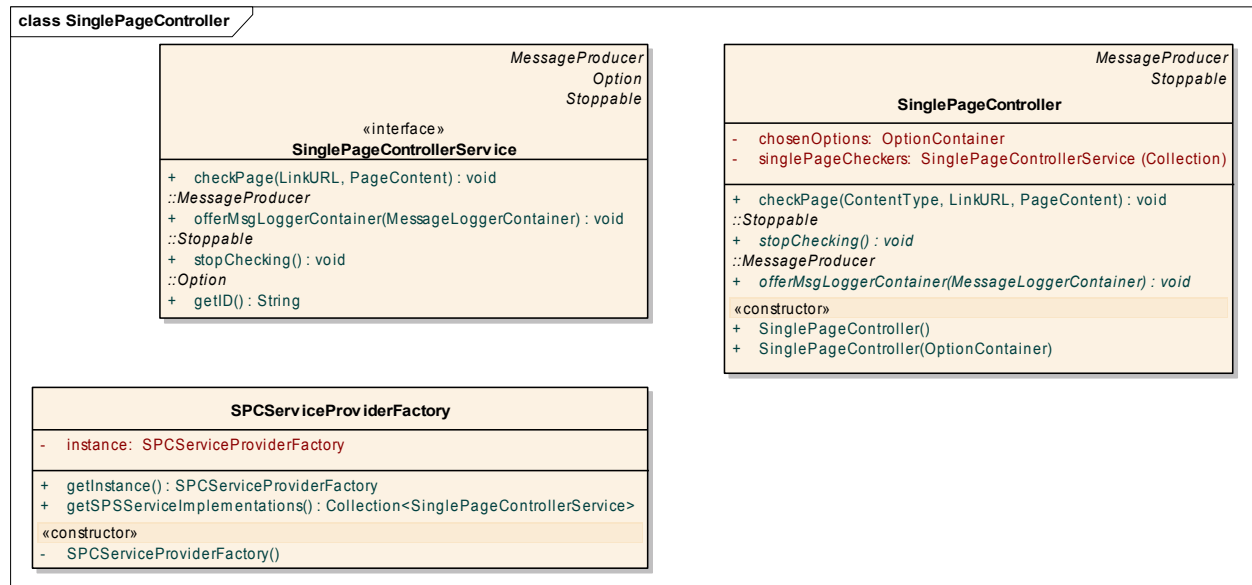 class SinglePageController
MessageProducer
Option
Stoppable
«interface»
SinglePageControllerService
+ checkPage(LinkURL, PageContent) : void
::MessageProducer
+ offerMsgLoggerContainer(MessageLoggerContainer) : void
::Stoppable
+ stopChecking() : void
::Option
+ getID() : String
MessageProducer
Stoppable
SinglePageController
- chosenOptions: OptionContainer
- singlePageCheckers: SinglePageControllerService (Collection)
+ checkPage(ContentType, LinkURL, PageContent) : void
::Stoppable
+ stopChecking() : void
::MessageProducer
+ offerMsgLoggerContainer(MessageLoggerContainer) : void
«constructor»
+ SinglePageController()
+ SinglePageController(OptionContainer)
SPCServiceProviderFactory
- instance: SPCServiceProviderFactory
+ getInstance() : SPCServiceProviderFactory
+ getSPSServiceImplementations() : Collection<SinglePageControllerService>
«constructor»
- SPCServiceProviderFactory()